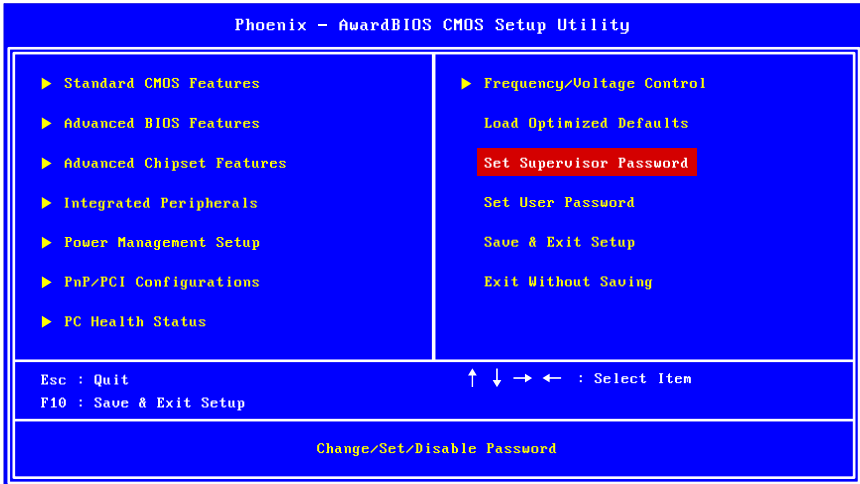 Phoenix - AwardBIOS CMOS Setup Utility
Standard CMOS Features
Advanced BIOS Features
Advanced Chipset Features
Integrated Peripherals
Power Management Setup
PnP/PCI Configurations
PC Health Status
Frequency/Voltage Control
Load Optimized Defaults
Set Supervisor Password
Set User Password
Save & Exit Setup
Exit Without Saving
Esc : Quit
F10 : Save & Exit Setup
↑ ↓ → ← : Select Item
Change/Set/Disable Password